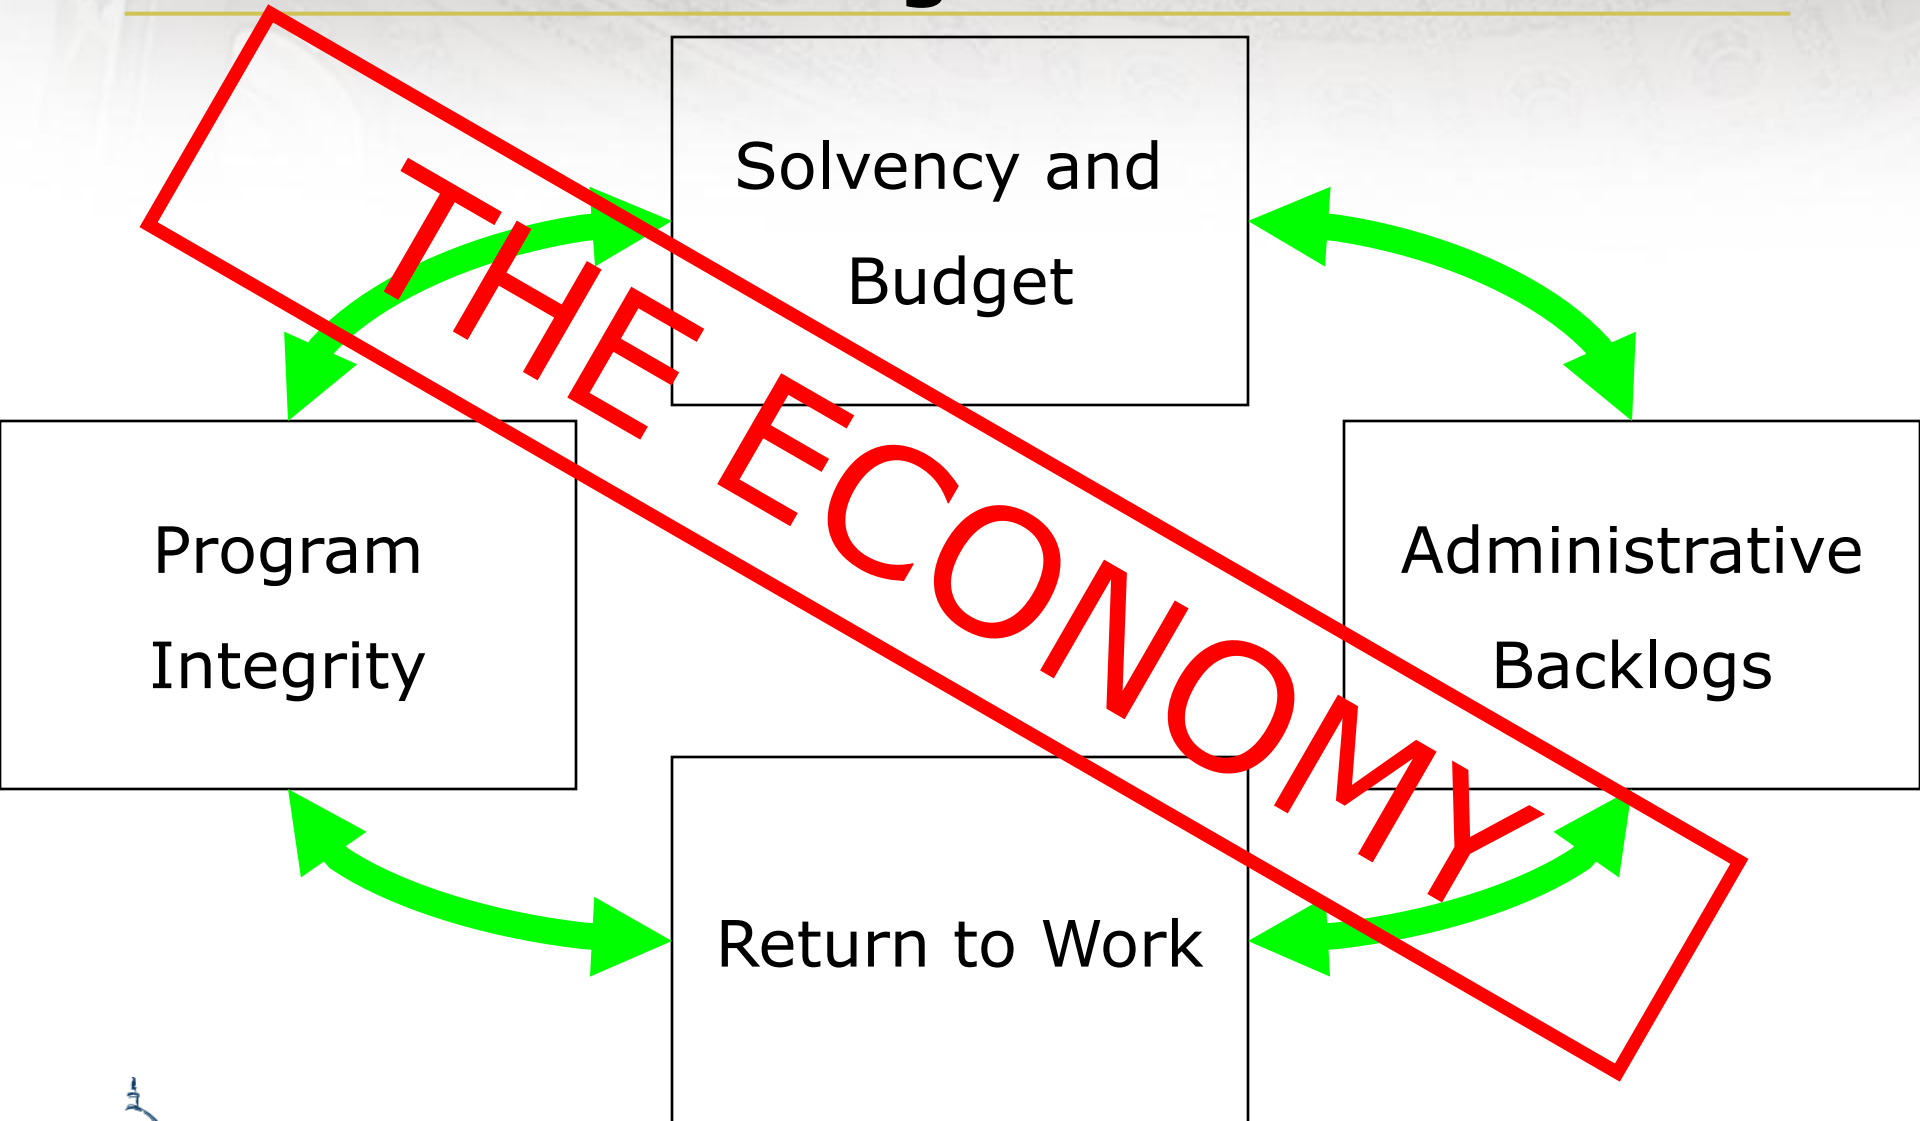 Solvency and
Budget
THE ECONOMY
Program
Integrity
Administrative
Backlogs
Return to Work